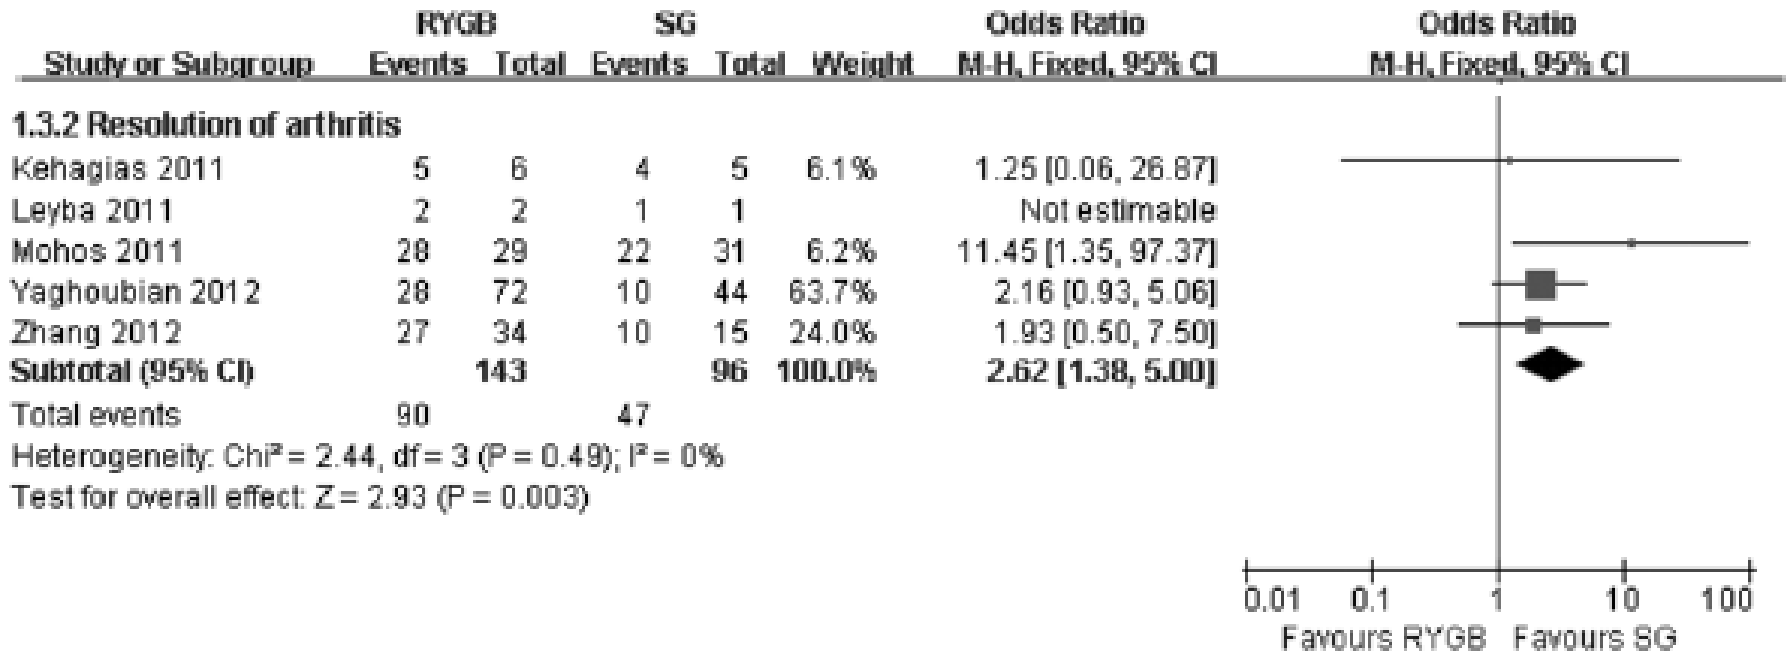 RYGB SG Odds Ratio Odds Ratio
Study or Subgroup Events Total Events Total Weight M-H, Fixed, 95% CI M-H, Fixed, 95% CI
1.3.2 Resolution of arthritis
Kehagias 2011 5 6 4 5 6.1% 1.25 [0.06, 26.87]
Leyba 2011 2 2 1 1 Not estimable
Mohos 2011 28 29 22 31 6.2% 11.45 [1.35, 97.37]
Yaghoubian 2012 28 72 10 44 63.7% 2.16 [0.93, 5.06]
Zhang 2012 27 34 10 15 24.0% 1.93 [0.50, 7.50]
Subtotal (95% CI) 143 96 100.0% 2.62 [1.38, 5.00]
Total events 90 47
Heterogeneity: Chi² = 2.44, df = 3 (P = 0.49); I² = 0%
Test for overall effect: Z = 2.93 (P = 0.003)
0.01 0.1 1 10 100
Favours RYGB Favours SG